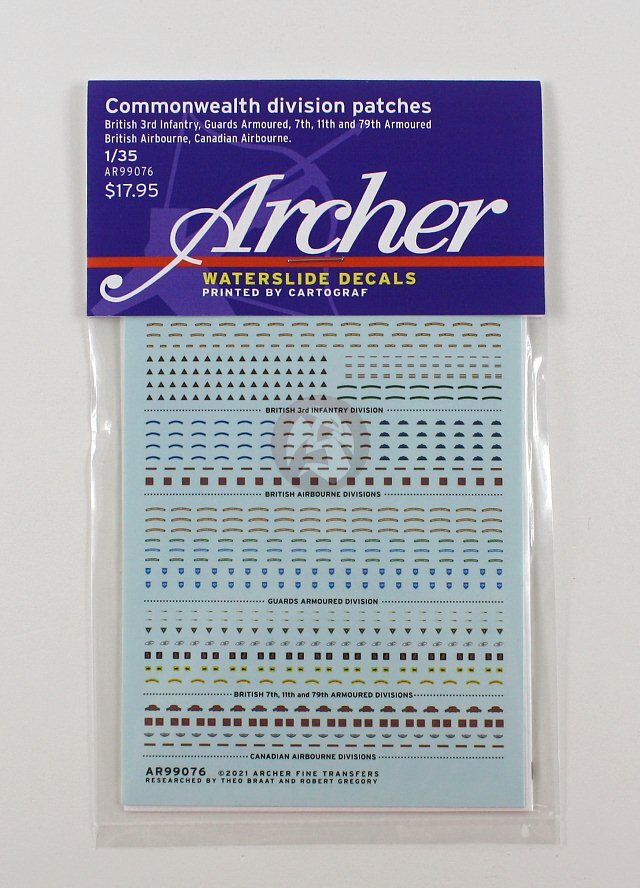 Commonwealth division patches
British 3rd Infantry, Guards Armoured, 7th, 11th and 79th Armoured
British Airbourne, Canadian Airbourne.
1/35
AR99076
$17.95
Archer
WATERSLIDE DECALS
PRINTED BY CARTOGRAF
BRITISH 3rd INFANTRY DIVISION
BRITISH AIRBOURNE DIVISIONS
GUARDS ARMOURED DIVISION
BRITISH 7th, 11th and 79th ARMOURED DIVISIONS
CANADIAN AIRBOURNE DIVISIONS
AR99076 ©2021 ARCHER FINE TRANSFERS
RESEARCHED BY THEO BRAAT AND ROBERT GREGORY